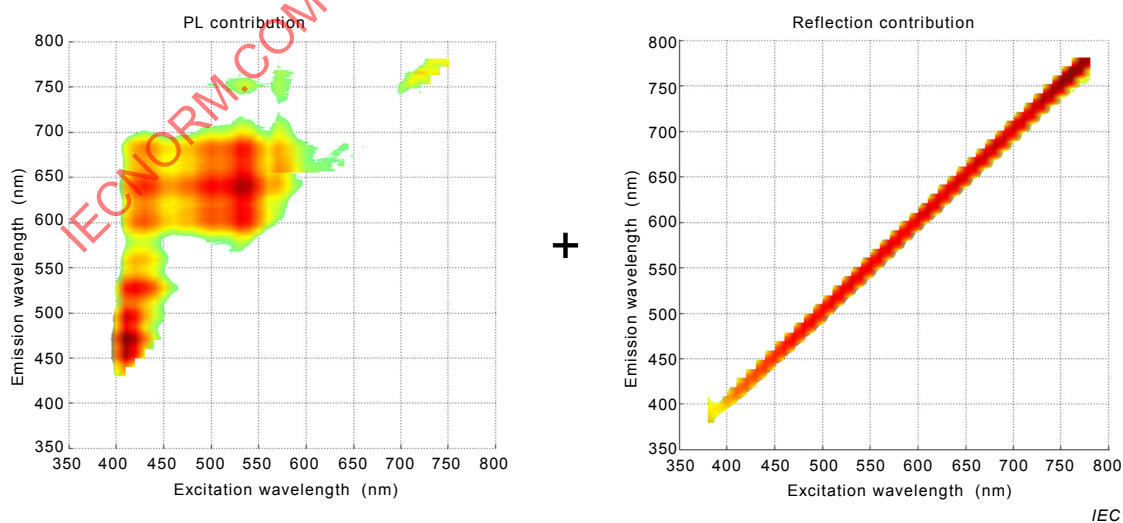 PL contribution
800
750
700
650
600
550
500
450
400
350
Emission wavelength (nm)
350 400 450 500 550 600 650 700 750 800
Excitation wavelength (nm)
IECNORM.COM
+
Reflection contribution
800
750
700
650
600
550
500
450
400
350
Emission wavelength (nm)
350 400 450 500 550 600 650 700 750 800
Excitation wavelength (nm)
IEC